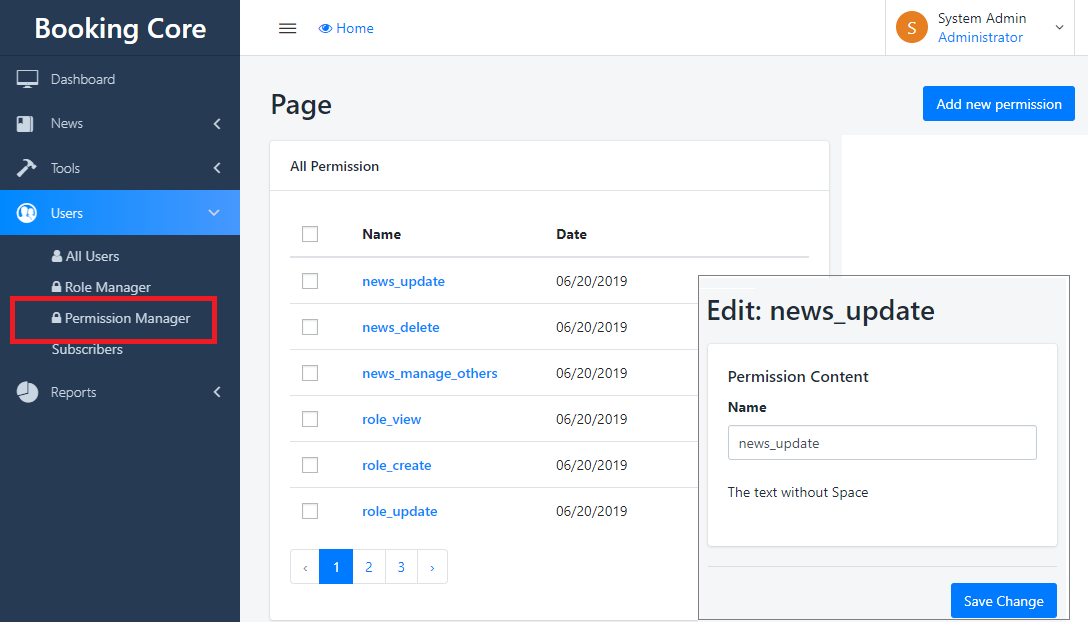 Booking Core
Home
S
System Admin
Administrator
Dashboard
News
Tools
Users
All Users
Role Manager
Permission Manager
Subscribers
Reports
Page
Add new permission
All Permission
Name Date
news_update 06/20/2019
news_delete 06/20/2019
news_manage_others 06/20/2019
role_view 06/20/2019
role_create 06/20/2019
role_update 06/20/2019
‹ 1 2 3 ›
Edit: news_update
Permission Content
Name
news_update
The text without Space
Save Change